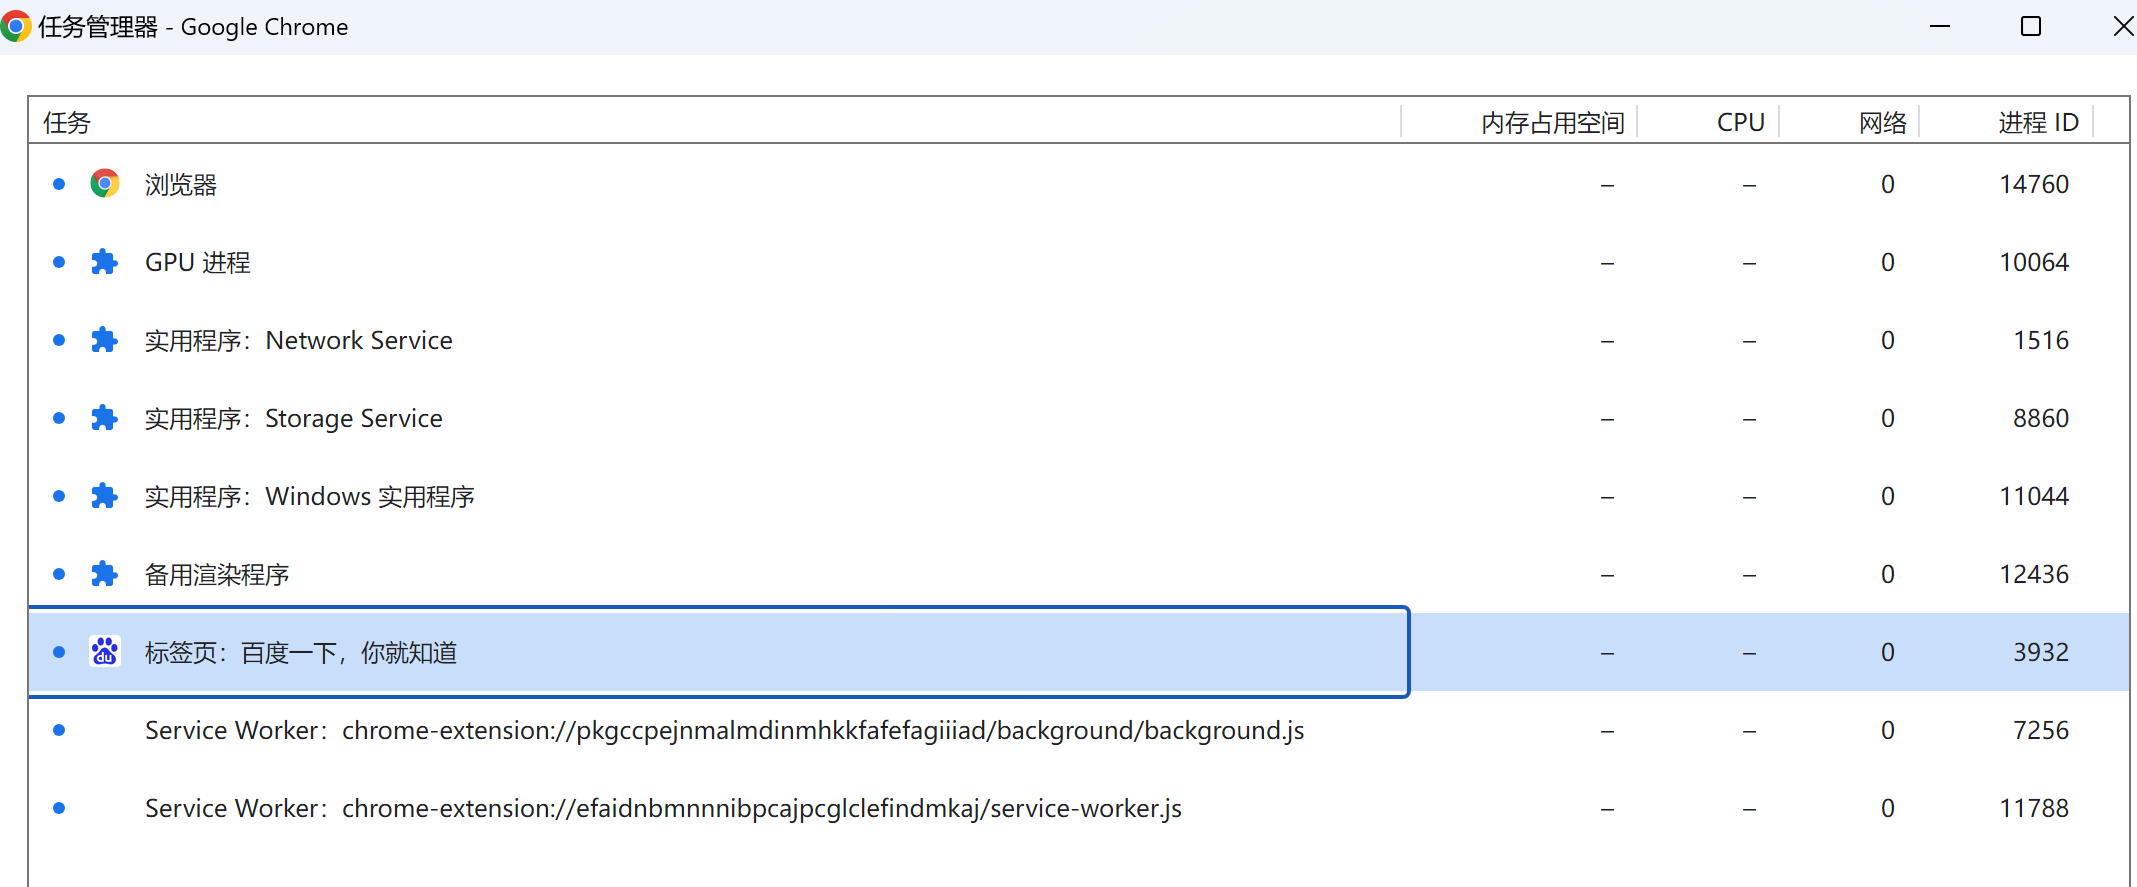 任务管理器 - Google Chrome
任务 内存占用空间 CPU 网络 进程 ID
浏览器 – – 0 14760
GPU 进程 – – 0 10064
实用程序：Network Service – – 0 1516
实用程序：Storage Service – – 0 8860
实用程序：Windows 实用程序 – – 0 11044
备用渲染程序 – – 0 12436
du 标签页：百度一下，你就知道 – – 0 3932
Service Worker：chrome-extension://pkgccpejnmalmdinmhkkfafefagiiiad/background/background.js – – 0 7256
Service Worker：chrome-extension://efaidnbmnnnibpcajpcglclefindmkaj/service-worker.js – – 0 11788